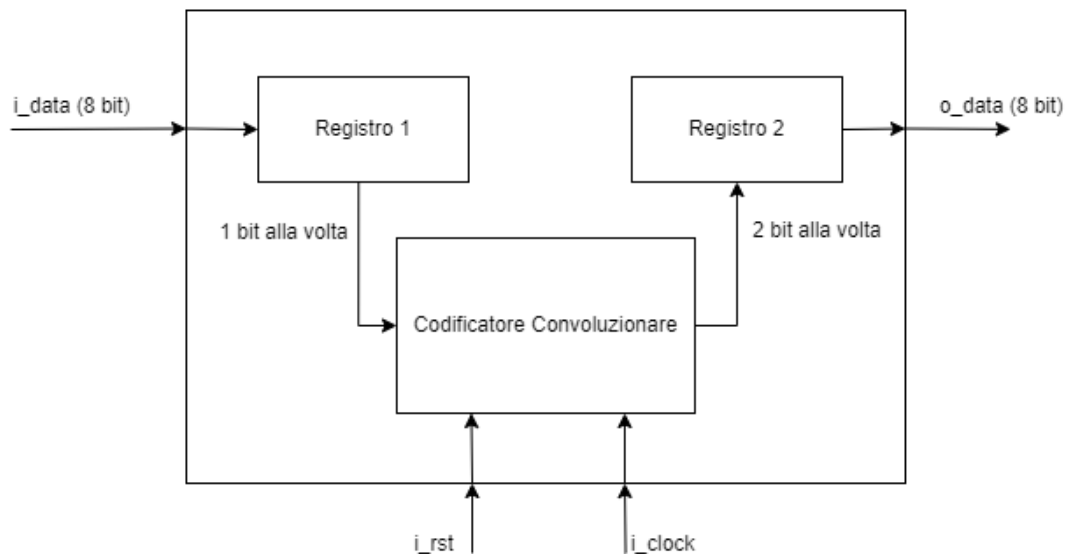 i_data (8 bit)
Registro 1
Registro 2
o_data (8 bit)
1 bit alla volta
2 bit alla volta
Codificatore Convoluzionare
i_rst
i_clock